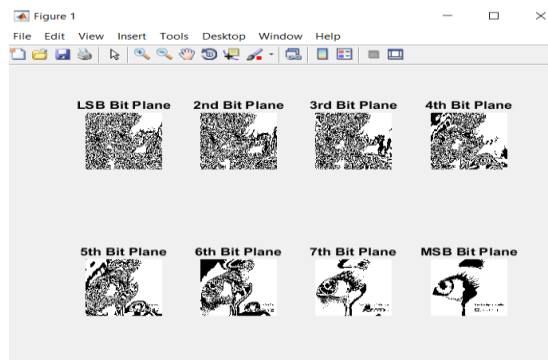 Figure 1
File Edit View Insert Tools Desktop Window Help
LSB Bit Plane 2nd Bit Plane 3rd Bit Plane 4th Bit Plane
5th Bit Plane 6th Bit Plane 7th Bit Plane MSB Bit Plane